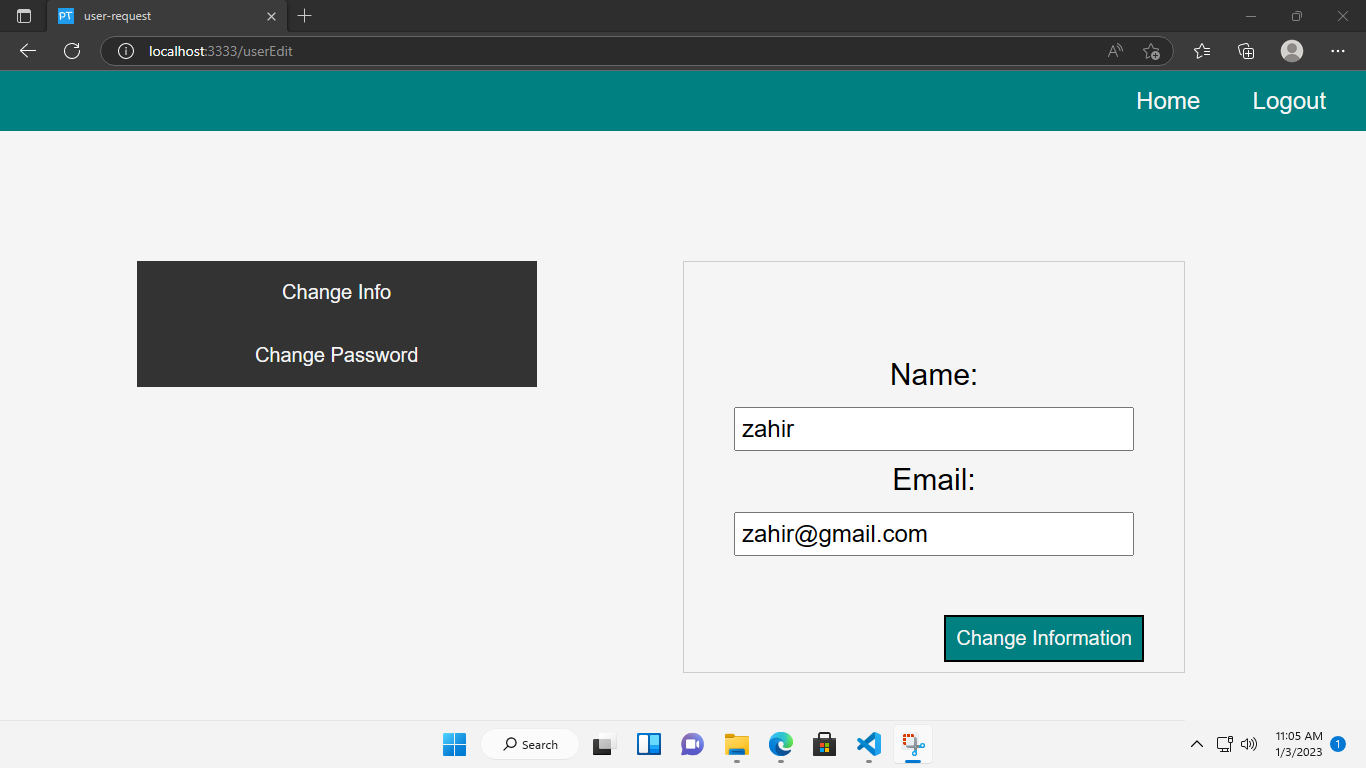 PT user-request
localhost:3333/userEdit
Home Logout
Change Info
Change Password
Name:
zahir
Email:
zahir@gmail.com
Change Information
Search
11:05 AM
1/3/2023
1